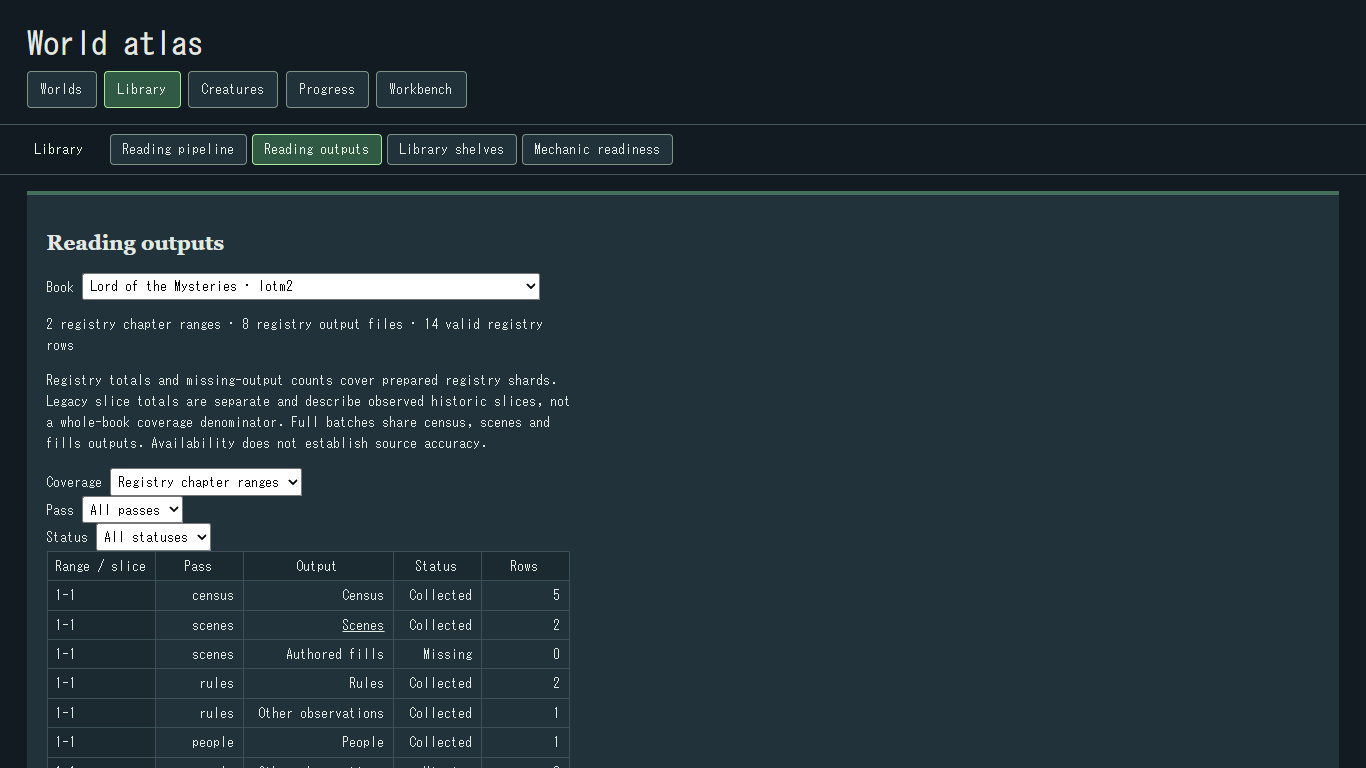 World atlas
Worlds Library Creatures Progress Workbench
Library Reading pipeline Reading outputs Library shelves Mechanic readiness
Reading outputs
Book Lord of the Mysteries · lotm2
2 registry chapter ranges · 8 registry output files · 14 valid registry
rows
Registry totals and missing-output counts cover prepared registry shards.
Legacy slice totals are separate and describe observed historic slices, not
a whole-book coverage denominator. Full batches share census, scenes and
fills outputs. Availability does not establish source accuracy.
Coverage Registry chapter ranges
Pass All passes
Status All statuses
Range / slice Pass Output Status Rows
1-1 census Census Collected 5
1-1 scenes Scenes Collected 2
1-1 scenes Authored fills Missing 0
1-1 rules Rules Collected 2
1-1 rules Other observations Collected 1
1-1 people People Collected 1